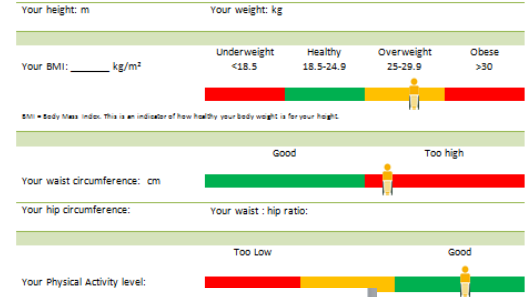 Your height: m Your weight: kg
Underweight Healthy Overweight Obese
Your BMI: ______ kg/m² <18.5 18.5-24.9 25-29.9 >30
BMI = Body Mass Index. This is an indicator of how healthy your body weight is for your height.
Good Too high
Your waist circumference: cm
Your hip circumference: Your waist : hip ratio:
Too Low Good
Your Physical Activity level: